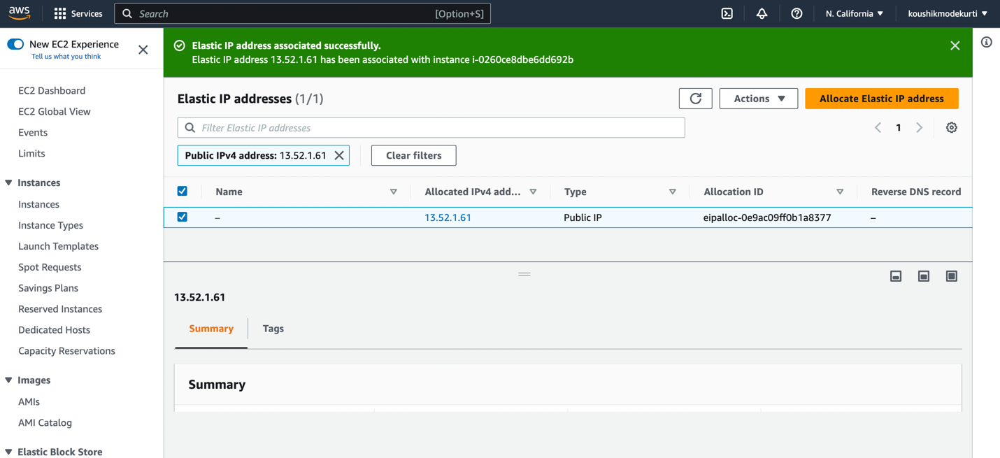 aws
Services
Search
[Option+S]
N. California
koushikmodekurti
New EC2 Experience
Tell us what you think
EC2 Dashboard
EC2 Global View
Events
Limits
Instances
Instances
Instance Types
Launch Templates
Spot Requests
Savings Plans
Reserved Instances
Dedicated Hosts
Capacity Reservations
Images
AMIs
AMI Catalog
Elastic Block Store
Elastic IP address associated successfully.
Elastic IP address 13.52.1.61 has been associated with instance i-0260ce8dbe6dd692b
Elastic IP addresses (1/1)
Actions
Allocate Elastic IP address
Filter Elastic IP addresses
1
Public IPv4 address: 13.52.1.61
Clear filters
Name Allocated IPv4 add... Type Allocation ID Reverse DNS record
– 13.52.1.61 Public IP eipalloc-0e9ac09ff0b1a8377 –
13.52.1.61
Summary Tags
Summary